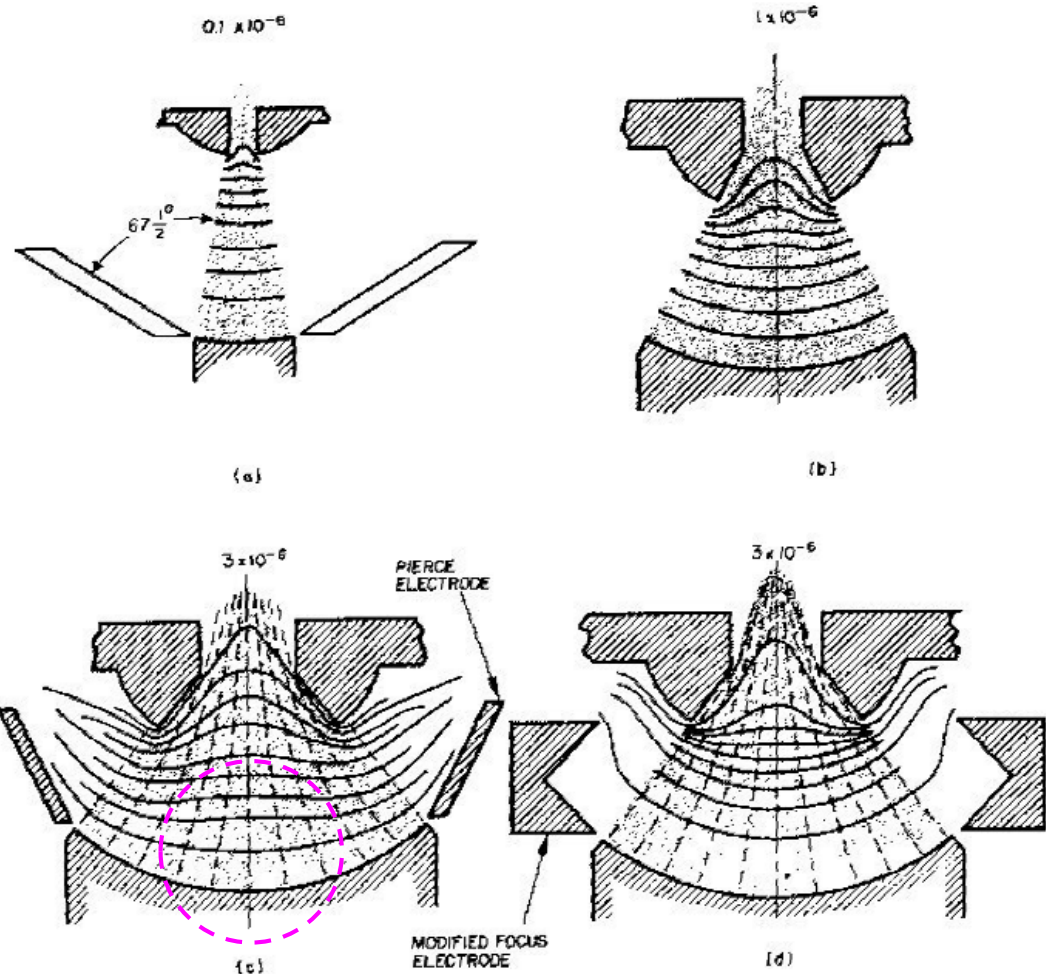 0.1 x10⁻⁶
1 x 10⁻⁶
67 1/2°
(a)
(b)
3 x 10⁻⁶
PIERCE
ELECTRODE
3 x 10⁻⁶
MODIFIED FOCUS
ELECTRODE
(c)
(d)